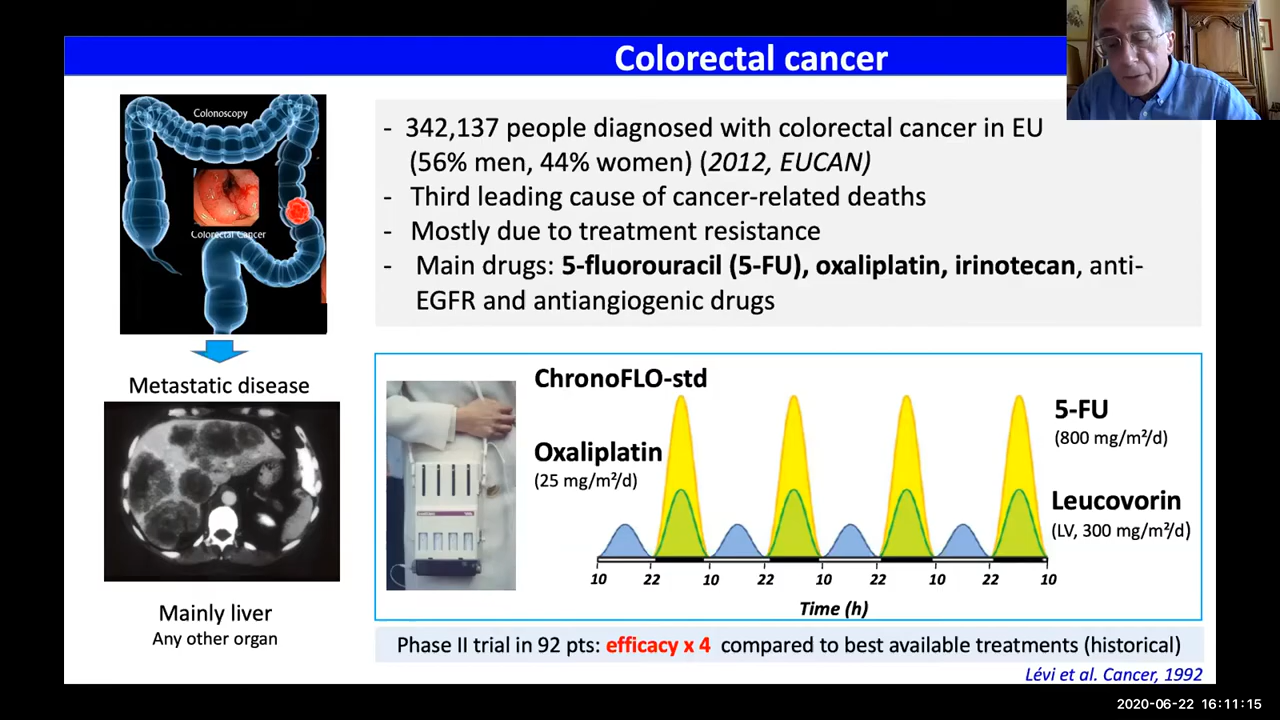 Colorectal cancer
Colonoscopy
Colorectal Cancer
Metastatic disease
Mainly liver
Any other organ
- 342,137 people diagnosed with colorectal cancer in EU
(56% men, 44% women) (2012, EUCAN)
- Third leading cause of cancer-related deaths
- Mostly due to treatment resistance
- Main drugs: 5-fluorouracil (5-FU), oxaliplatin, irinotecan, anti-
EGFR and antiangiogenic drugs
ChronoFLO-std
Oxaliplatin
(25 mg/m²/d)
5-FU
(800 mg/m²/d)
Leucovorin
(LV, 300 mg/m²/d)
10 22 10 22 10 22 10 22 10
Time (h)
Phase II trial in 92 pts: efficacy x 4 compared to best available treatments (historical)
Lévi et al. Cancer, 1992
2020-06-22 16:11:15